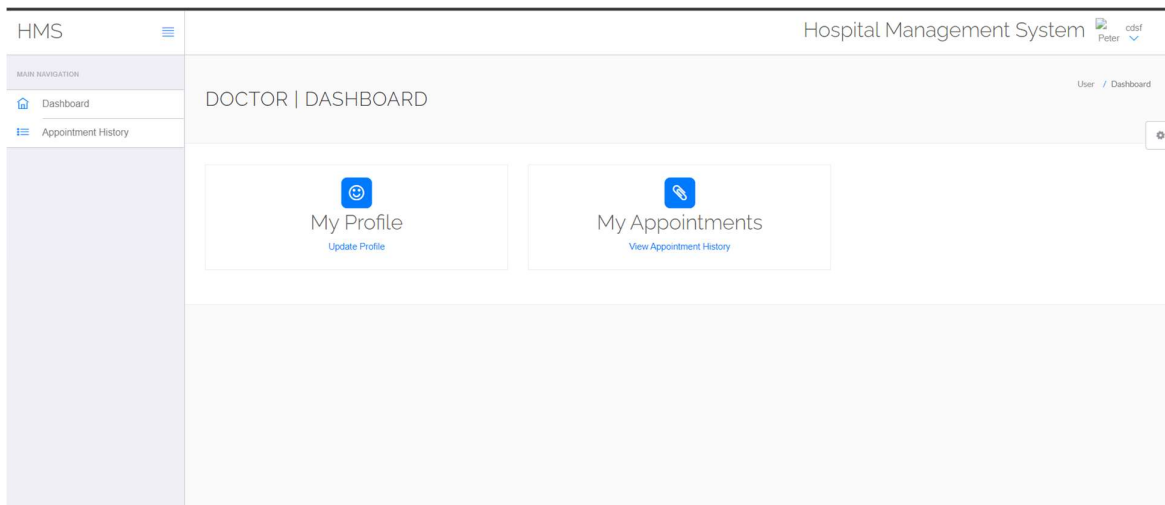 HMS
Hospital Management System
Peter
cdsf
MAIN NAVIGATION
Dashboard
Appointment History
DOCTOR | DASHBOARD
User / Dashboard
My Profile
Update Profile
My Appointments
View Appointment History